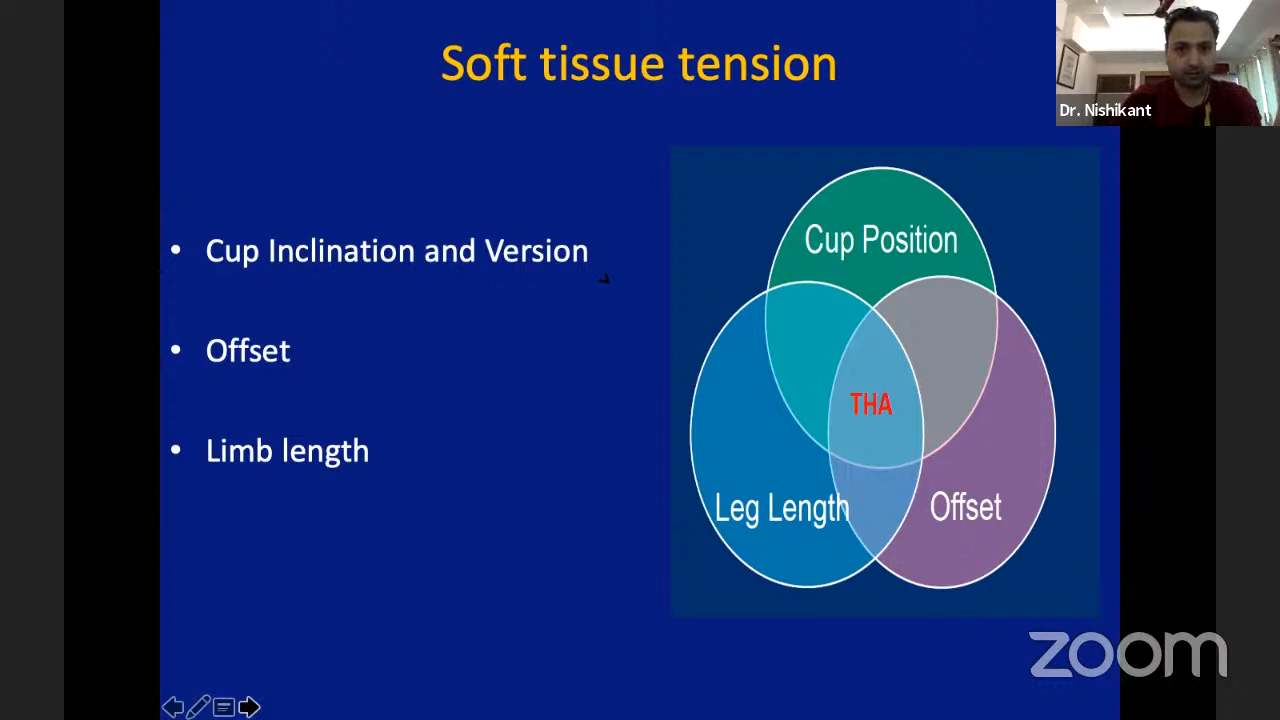 Soft tissue tension
Dr. Nishikant
• Cup Inclination and Version
• Offset
• Limb length
Cup Position
THA
Leg Length
Offset
zoom